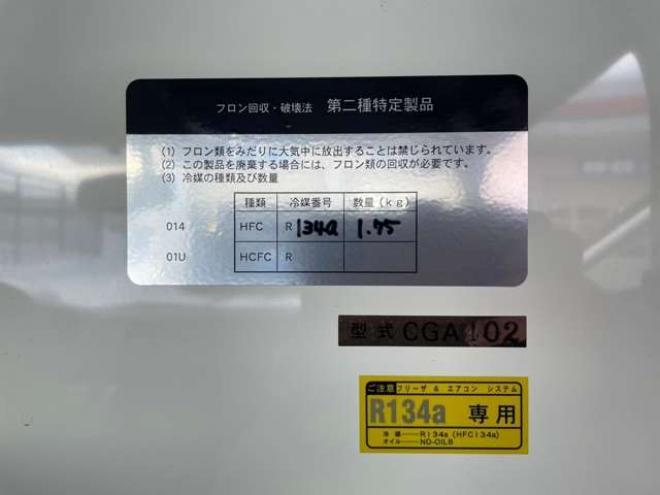 フロン回収・破壊法 第二種特定製品
(1) フロン類をみだりに大気中に放出することは禁じられています。
(2) この製品を廃棄する場合には、フロン類の回収が必要です。
(3) 冷媒の種類及び数量
種類 冷媒番号 数量(kg)
014 HFC R 134a 1.75
01U HCFC R
型式 CGA402
ご注意 フリーザ & エアコン システム
R134a 専用
冷媒——R134a (HFC134a)
オイル——ND-OIL8